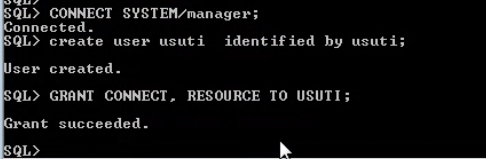 SQL>
SQL> CONNECT SYSTEM/manager;
Connected.
SQL> create user usuti  identified by usuti;
User created.
SQL> GRANT CONNECT, RESOURCE TO USUTI;
Grant succeeded.
SQL>